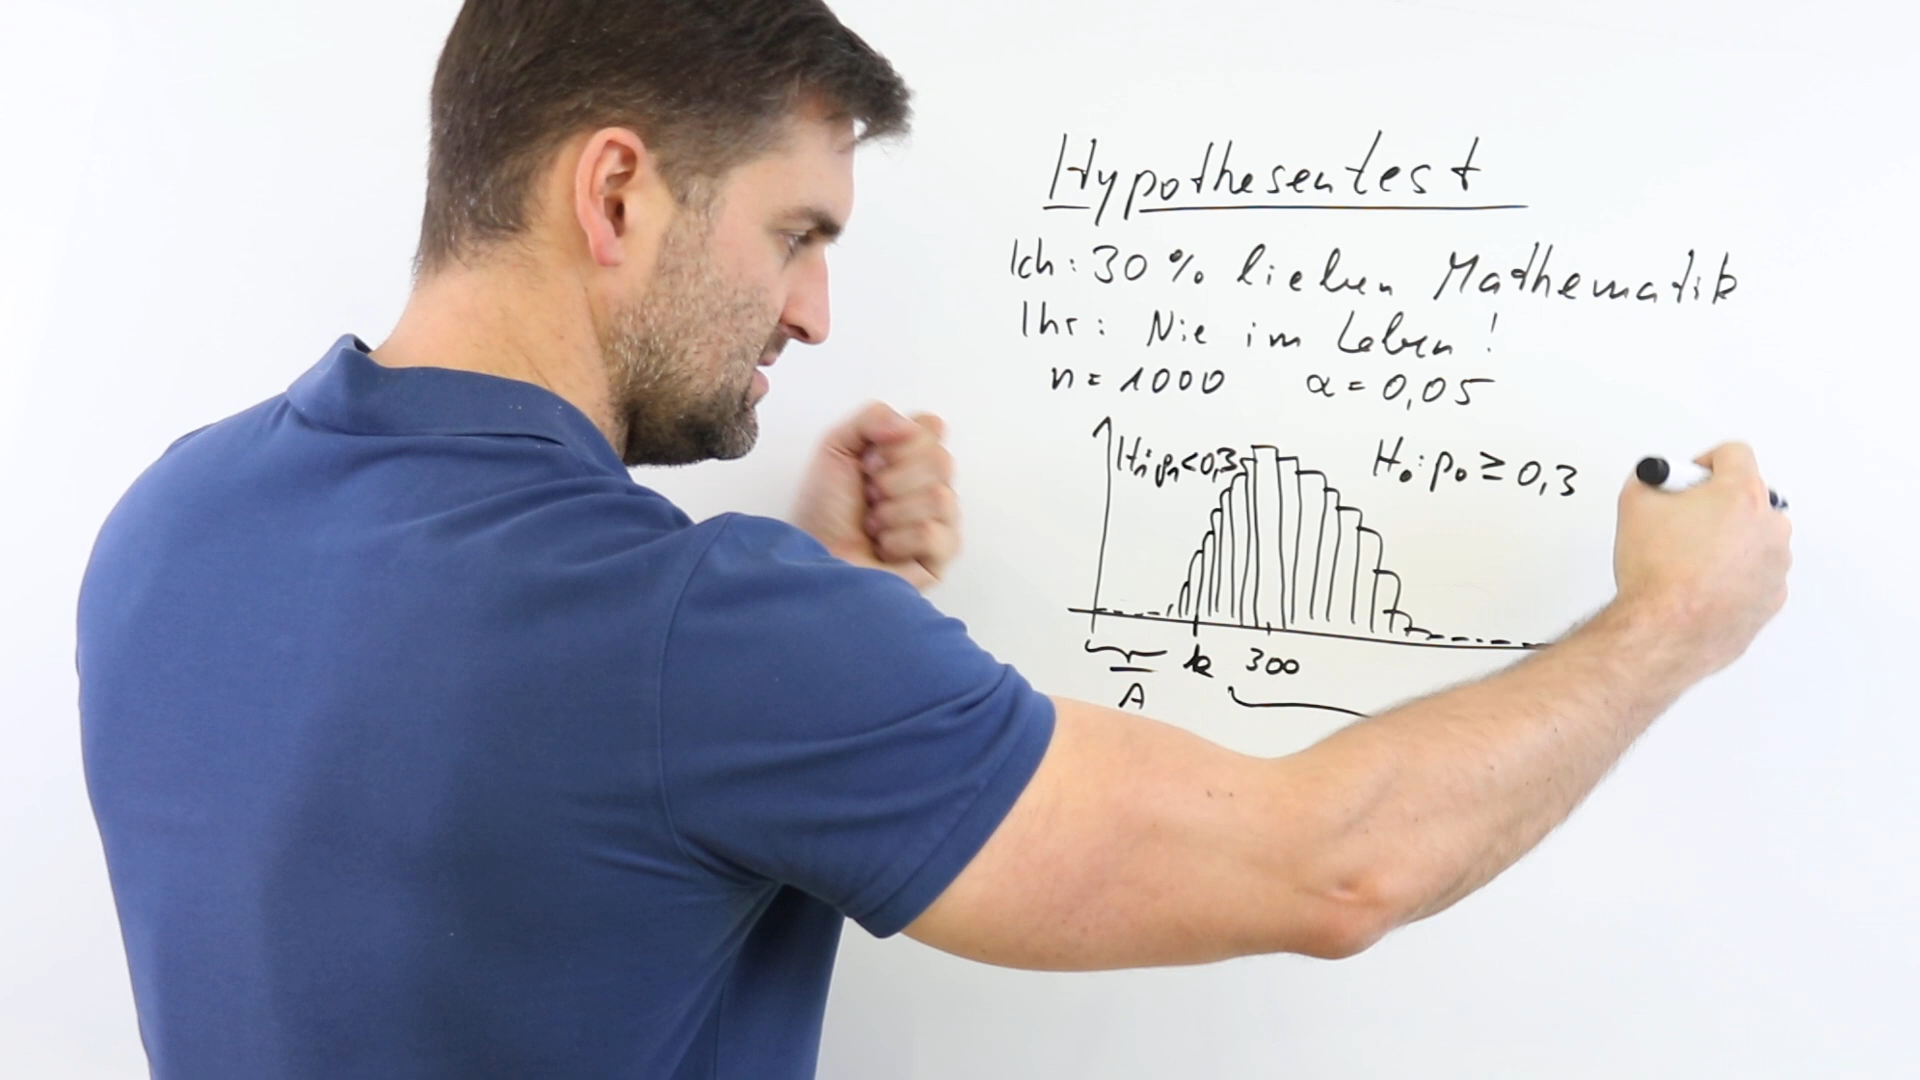 Hypothesentest
Ich: 30% lieben Mathematik
Ihr: Nie im Leben!
n = 1000 α = 0,05
H₁: p₁ < 0,3 H₀: p₀ ≥ 0,3
k 300
A